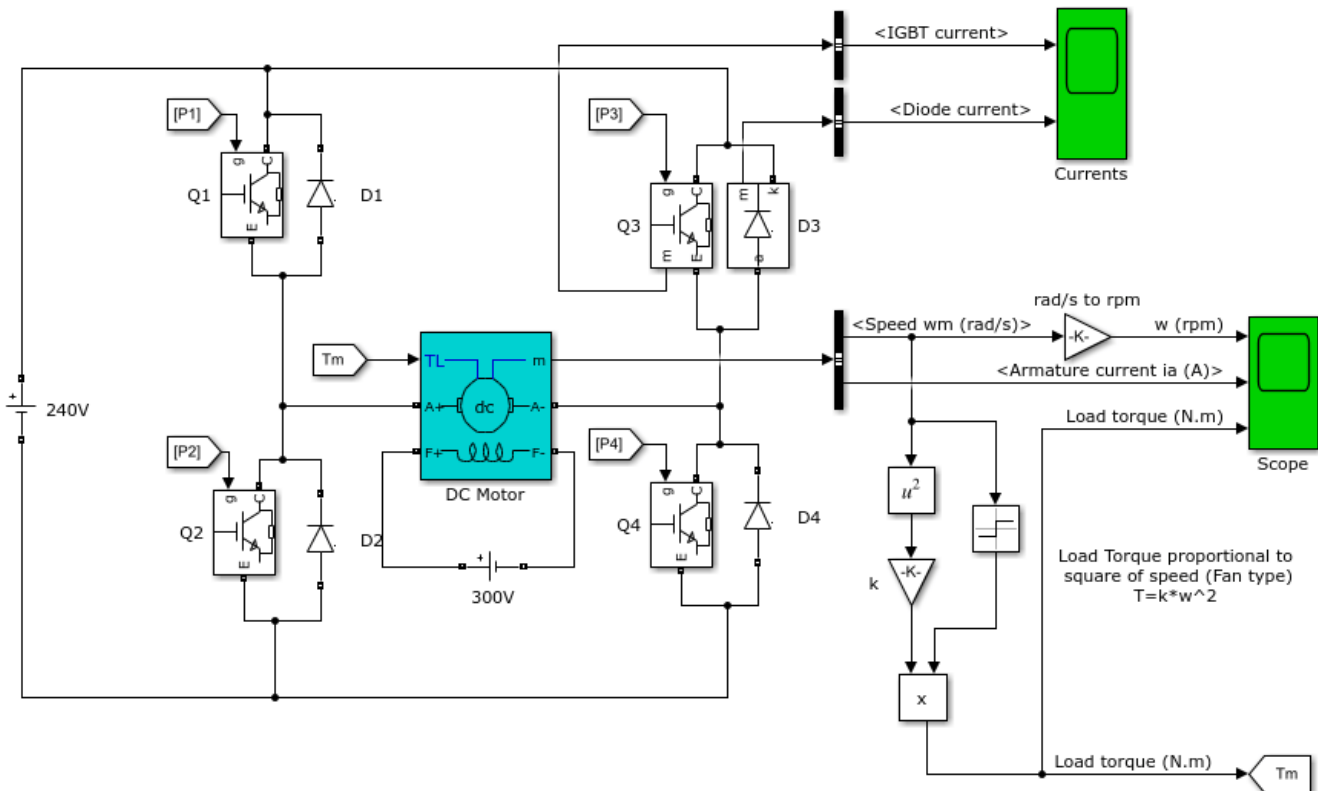 <IGBT current>
[P1]
[P3]
<Diode current>
Currents
g
C
Q1
E
D1
g
C
Q3
m
E
m
k
D3
a
rad/s to rpm
<Speed wm (rad/s)>
-K-
w (rpm)
<Armature current ia (A)>
Load torque (N.m)
Scope
Tm
TL
m
A+
dc
A-
F+
F-
DC Motor
+
240V
[P2]
[P4]
g
C
Q2
E
D2
g
C
Q4
E
D4
+
300V
u²
-K-
k
Load Torque proportional to
square of speed (Fan type)
T=k*w^2
x
Load torque (N.m)
Tm